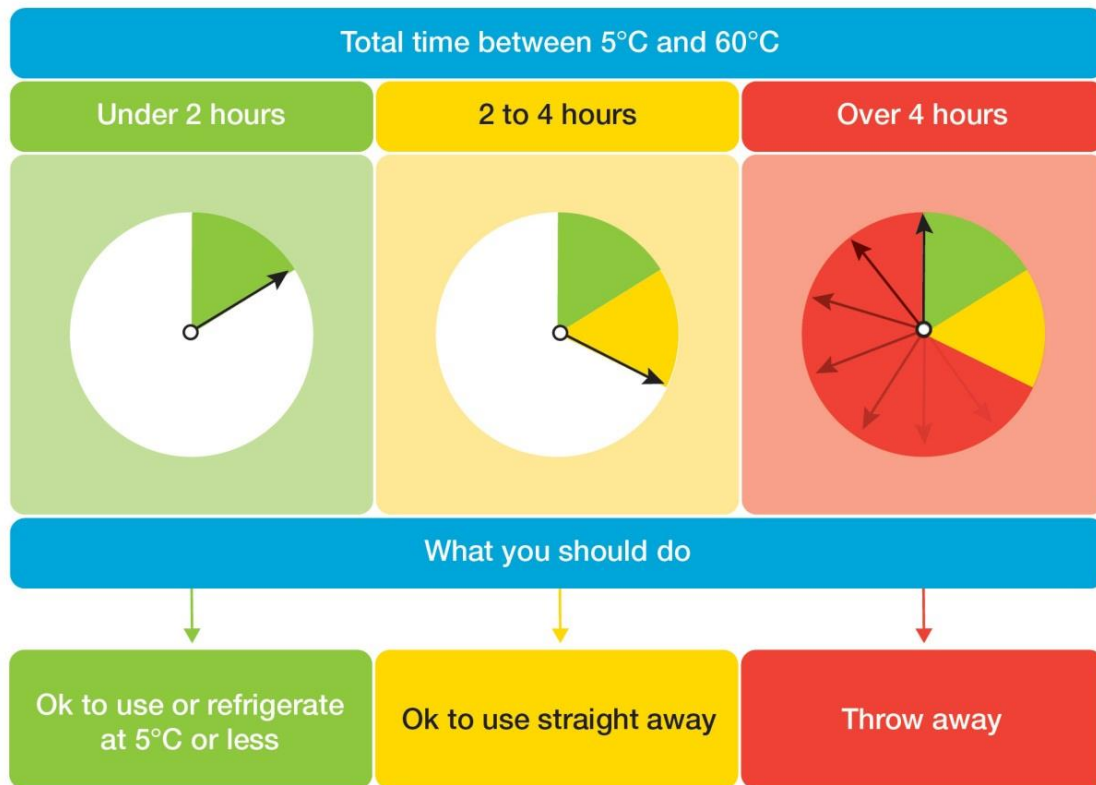 Total time between 5°C and 60°C
Under 2 hours
2 to 4 hours
Over 4 hours
What you should do
Ok to use or refrigerate
at 5°C or less
Ok to use straight away
Throw away